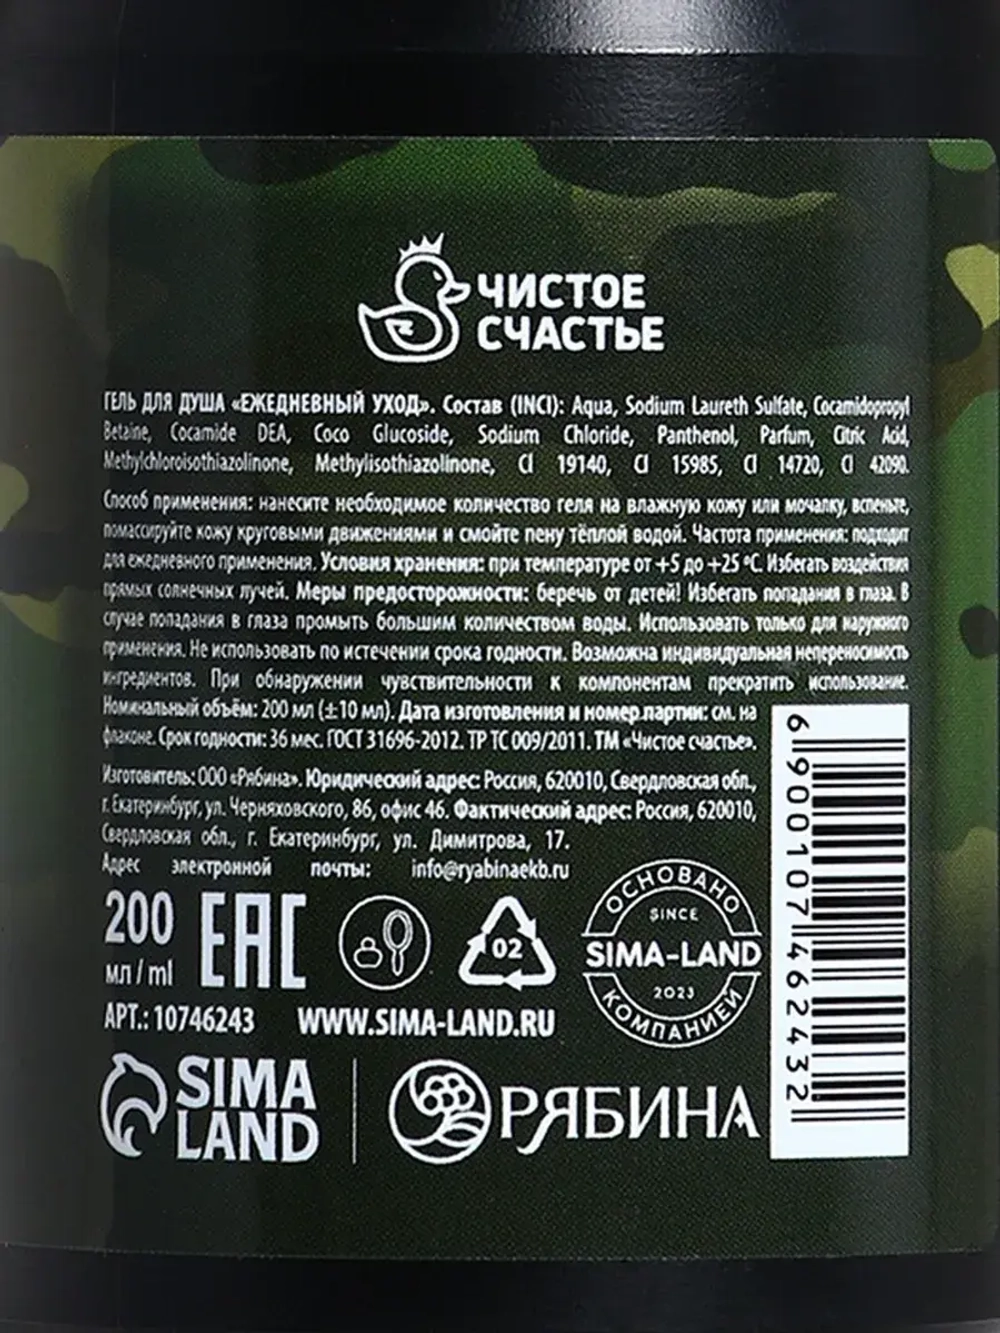 ЧИСТОЕ
СЧАСТЬЕ
ГЕЛЬ ДЛЯ ДУША «ЕЖЕДНЕВНЫЙ УХОД». Состав (INCI): Aqua, Sodium Laureth Sulfate, Cocamidopropyl
Betaine, Cocamide DEA, Coco Glucoside, Sodium Chloride, Panthenol, Parfum, Citric Acid,
Methylchloroisothiazolinone, Methylisothiazolinone, CI 19140, CI 15985, CI 14720, CI 42090.
Способ применения: нанесите необходимое количество геля на влажную кожу или мочалку, вспеньте,
помассируйте кожу круговыми движениями и смойте пену тёплой водой. Частота применения: подходит
для ежедневного применения. Условия хранения: при температуре от +5 до +25 °С. Избегать воздействия
прямых солнечных лучей. Меры предосторожности: беречь от детей! Избегать попадания в глаза. В
случае попадания в глаза промыть большим количеством воды. Использовать только для наружного
применения. Не использовать по истечении срока годности. Возможна индивидуальная непереносимость
ингредиентов. При обнаружении чувствительности к компонентам прекратить использование.
Номинальный объём: 200 мл (±10 мл). Дата изготовления и номер партии: см. на
флаконе. Срок годности: 36 мес. ГОСТ 31696-2012. ТР ТС 009/2011. ТМ «Чистое счастье».
Изготовитель: ООО «Рябина». Юридический адрес: Россия, 620010, Свердловская обл.,
г. Екатеринбург, ул. Черняховского, 86, офис 46. Фактический адрес: Россия, 620010,
Свердловская обл., г. Екатеринбург, ул. Димитрова, 17.
Адрес электронной почты: info@ryabinaekb.ru
200
мл / ml
EAC
02
ОСНОВАНО
SINCE
SIMA-LAND
2023
КОМПАНИЕЙ
АРТ.: 10746243
WWW.SIMA-LAND.RU
SIMA
LAND
РЯБИНА
6900107462432